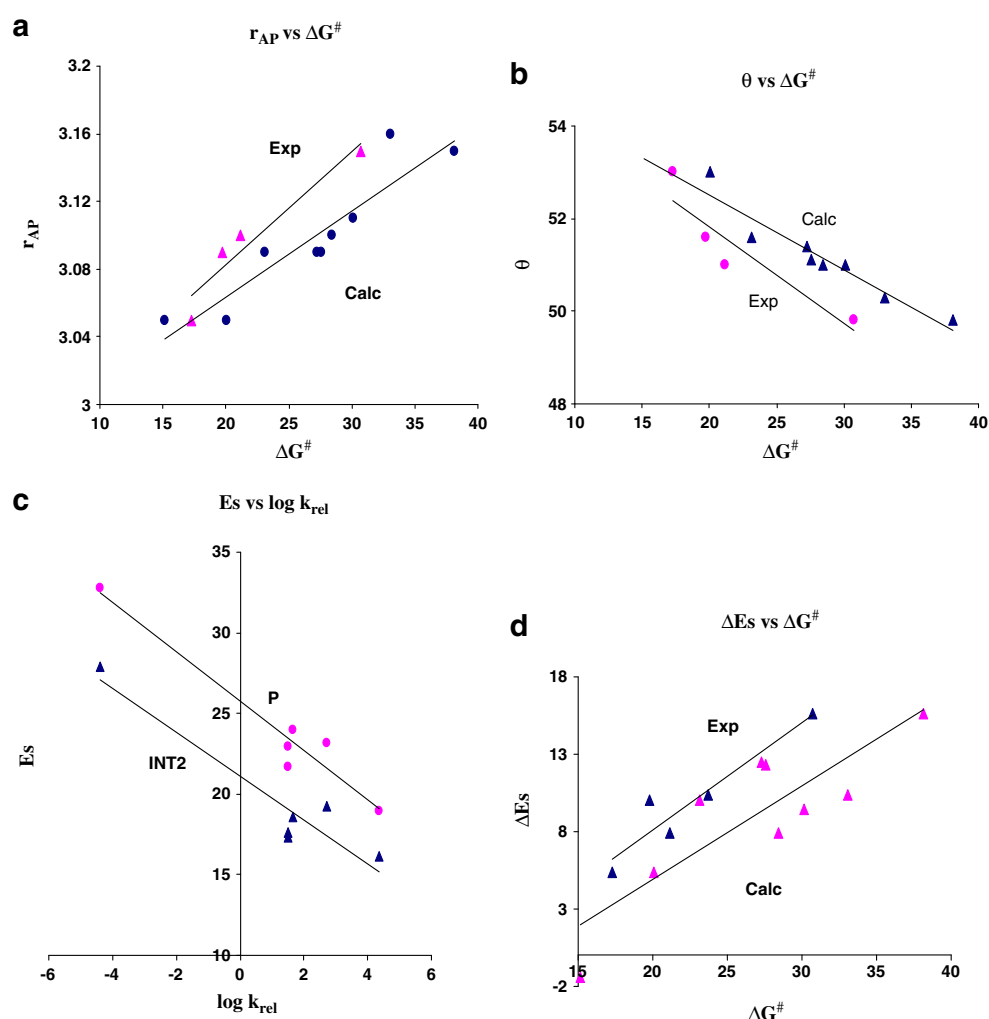 a
r_AP vs ΔG^#
3.2
3.16
3.12
3.08
3.04
3
r_AP
Exp
Calc
10 15 20 25 30 35 40
ΔG^#
b
θ vs ΔG^#
54
52
50
48
θ
Calc
Exp
10 15 20 25 30 35 40
ΔG^#
c
Es vs log k_rel
35
30
25
20
15
10
Es
P
INT2
-6 -4 -2 0 2 4 6
log k_rel
d
ΔEs vs ΔG^#
18
13
8
3
-2
ΔEs
Exp
Calc
15 20 25 30 35 40
ΔG^#